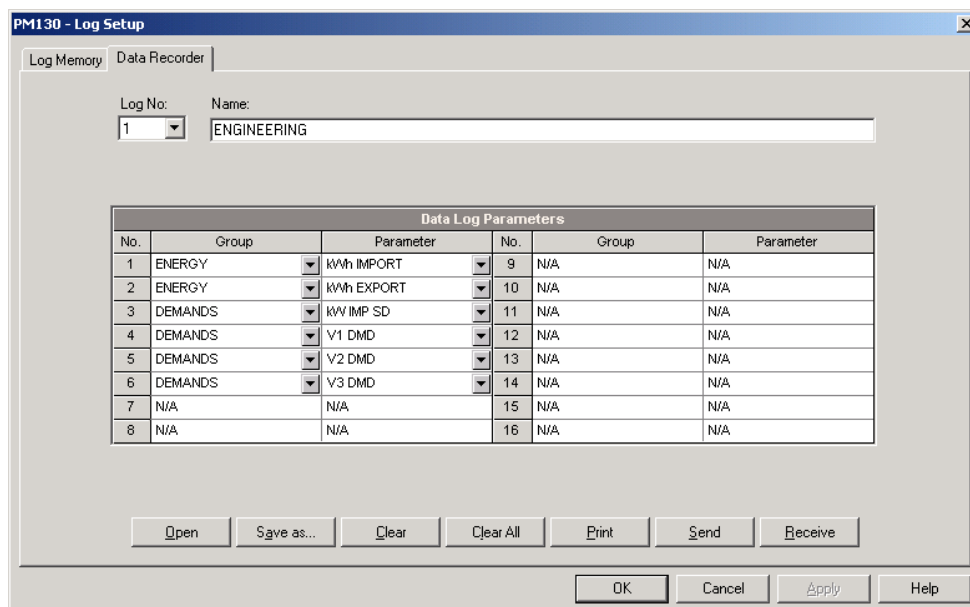 PM130 - Log Setup
Log Memory Data Recorder
Log No: Name:
1 ENGINEERING
Data Log Parameters
No. Group Parameter No. Group Parameter
1 ENERGY kWh IMPORT 9 N/A N/A
2 ENERGY kWh EXPORT 10 N/A N/A
3 DEMANDS kW IMP SD 11 N/A N/A
4 DEMANDS V1 DMD 12 N/A N/A
5 DEMANDS V2 DMD 13 N/A N/A
6 DEMANDS V3 DMD 14 N/A N/A
7 N/A N/A 15 N/A N/A
8 N/A N/A 16 N/A N/A
Open Save as... Clear Clear All Print Send Receive
OK Cancel Apply Help